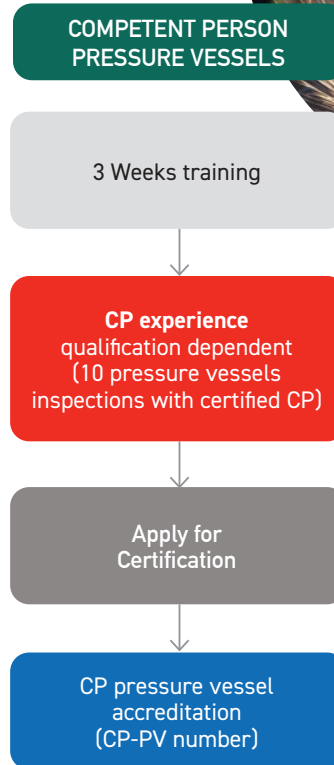 COMPETENT PERSON
PRESSURE VESSELS
3 Weeks training
CP experience
qualification dependent
(10 pressure vessels
inspections with certified CP)
Apply for
Certification
CP pressure vessel
accreditation
(CP-PV number)